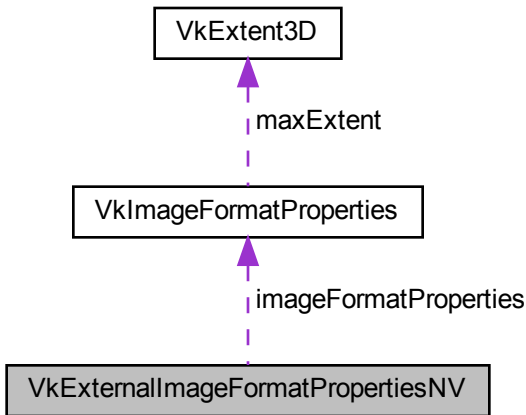 VkExtent3D
maxExtent
VkImageFormatProperties
imageFormatProperties
VkExternalImageFormatPropertiesNV